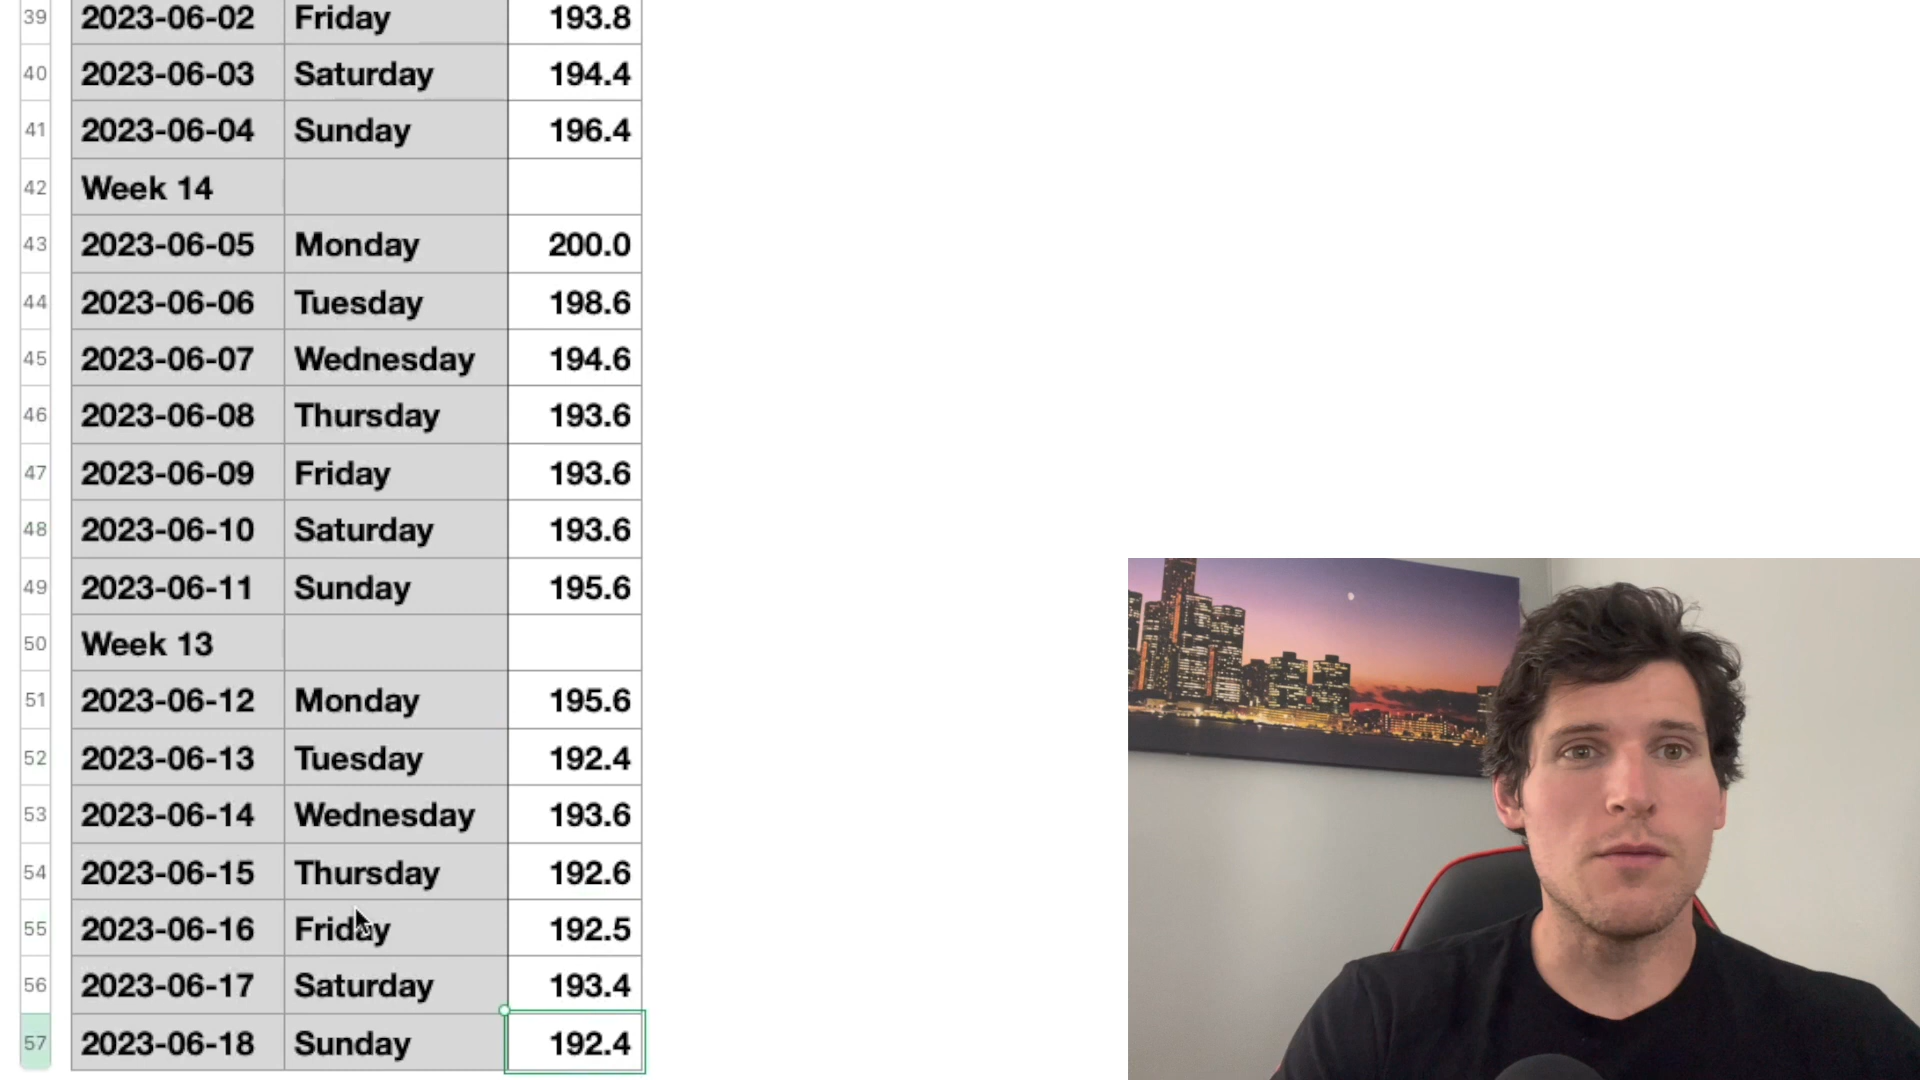 39 2023-06-02 Friday 193.8
40 2023-06-03 Saturday 194.4
41 2023-06-04 Sunday 196.4
42 Week 14
43 2023-06-05 Monday 200.0
44 2023-06-06 Tuesday 198.6
45 2023-06-07 Wednesday 194.6
46 2023-06-08 Thursday 193.6
47 2023-06-09 Friday 193.6
48 2023-06-10 Saturday 193.6
49 2023-06-11 Sunday 195.6
50 Week 13
51 2023-06-12 Monday 195.6
52 2023-06-13 Tuesday 192.4
53 2023-06-14 Wednesday 193.6
54 2023-06-15 Thursday 192.6
55 2023-06-16 Friday 192.5
56 2023-06-17 Saturday 193.4
57 2023-06-18 Sunday 192.4